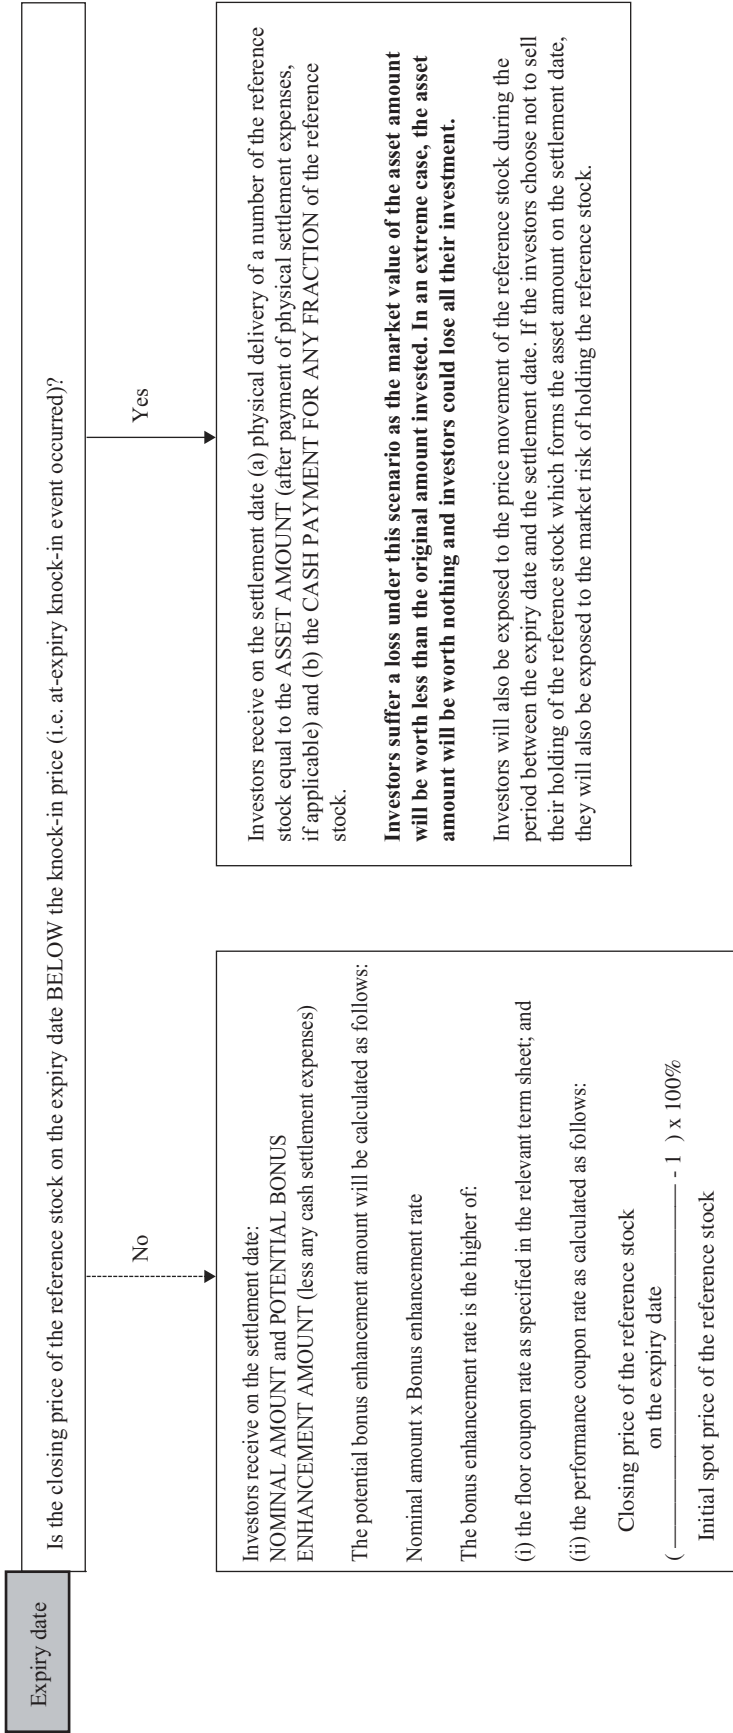 Expiry date
Is the closing price of the reference stock on the expiry date BELOW the knock-in price (i.e. at-expiry knock-in event occurred)?
No
Yes
Investors receive on the settlement date:
NOMINAL AMOUNT and POTENTIAL BONUS
ENHANCEMENT AMOUNT (less any cash settlement expenses)
The potential bonus enhancement amount will be calculated as follows:
Nominal amount x Bonus enhancement rate
The bonus enhancement rate is the higher of:
(i) the floor coupon rate as specified in the relevant term sheet; and
(ii) the performance coupon rate as calculated as follows:
Closing price of the reference stock
on the expiry date
( - 1 ) x 100%
Initial spot price of the reference stock
Investors receive on the settlement date (a) physical delivery of a number of the reference
stock equal to the ASSET AMOUNT (after payment of physical settlement expenses,
if applicable) and (b) the CASH PAYMENT FOR ANY FRACTION of the reference
stock.
Investors suffer a loss under this scenario as the market value of the asset amount
will be worth less than the original amount invested. In an extreme case, the asset
amount will be worth nothing and investors could lose all their investment.
Investors will also be exposed to the price movement of the reference stock during the
period between the expiry date and the settlement date. If the investors choose not to sell
their holding of the reference stock which forms the asset amount on the settlement date,
they will also be exposed to the market risk of holding the reference stock.